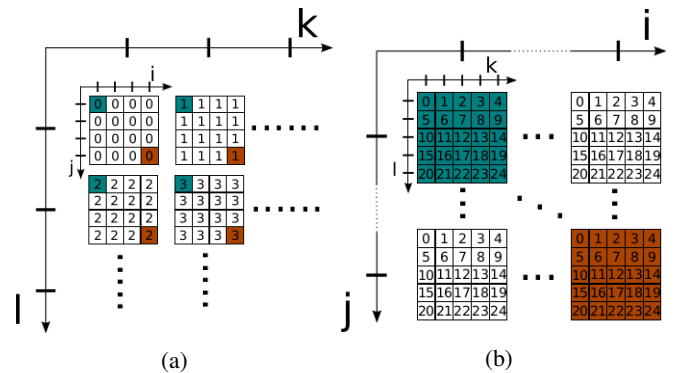 k
i
0 0 0 0 1 1 1 1
0 0 0 0 1 1 1 1
0 0 0 0 1 1 1 1
0 0 0 0 1 1 1 1
j
2 2 2 2 3 3 3 3
2 2 2 2 3 3 3 3
2 2 2 2 3 3 3 3
2 2 2 2 3 3 3 3
l
(a)
i
k
0 1 2 3 4 0 1 2 3 4
5 6 7 8 9 5 6 7 8 9
10 11 12 13 14 10 11 12 13 14
15 16 17 18 19 15 16 17 18 19
l
20 21 22 23 24 20 21 22 23 24
0 1 2 3 4 0 1 2 3 4
5 6 7 8 9 5 6 7 8 9
10 11 12 13 14 10 11 12 13 14
15 16 17 18 19 15 16 17 18 19
20 21 22 23 24 20 21 22 23 24
j
(b)